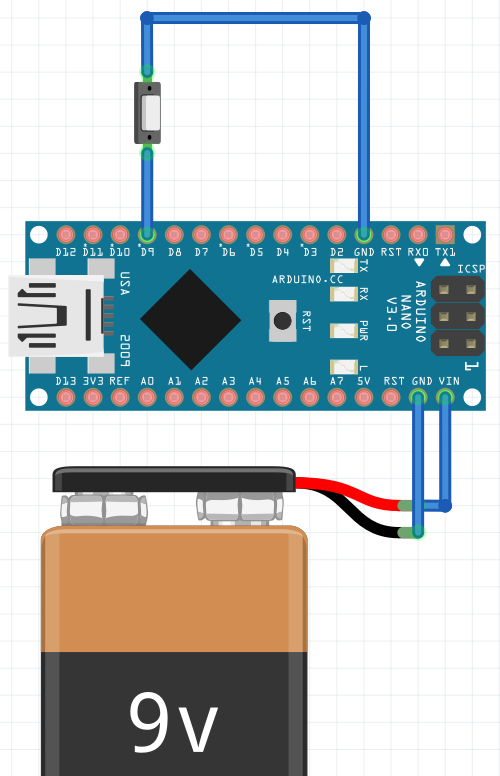 D12 D11 D10 D9 D8 D7 D6 D5 D4 D3 D2 GND RST RX0 TX1
TX
RX
PWR
L
ICSP
1
USA
2009
ARDUINO.CC
RST
ARDUINO
NANO
V3.0
D13 3V3 REF A0 A1 A2 A3 A4 A5 A6 A7 5V RST GND VIN
9v